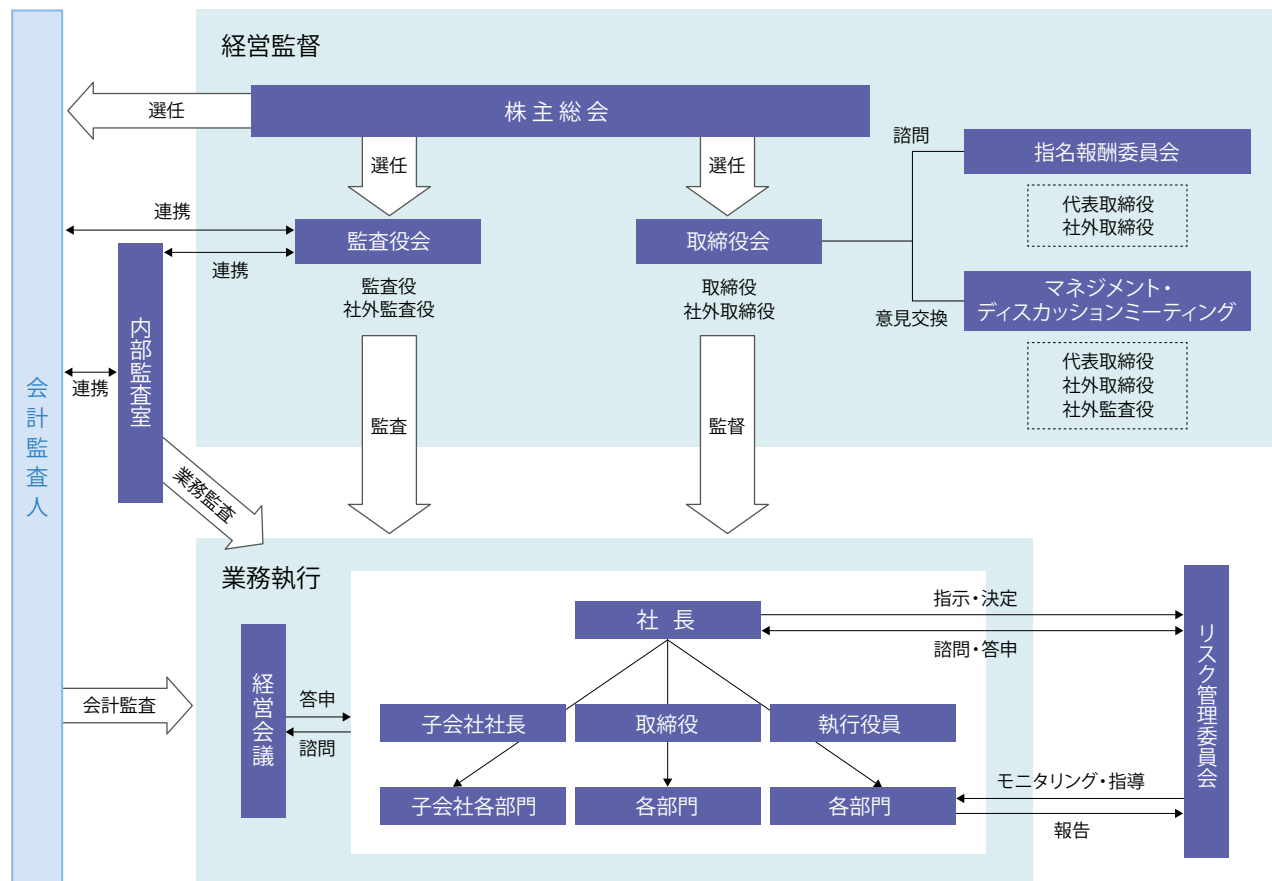 経営監督
株主総会
選任
選任
選任
諮問
指名報酬委員会
代表取締役
社外取締役
連携
監査役会
取締役会
連携
監査役
社外監査役
取締役
社外取締役
意見交換
マネジメント・
ディスカッションミーティング
代表取締役
社外取締役
社外監査役
内部監査室
連携
会計監査人
監査
監督
業務監査
業務執行
社長
指示・決定
諮問・答申
リスク管理委員会
経営会議
会計監査
答申
諮問
子会社社長
取締役
執行役員
子会社各部門
各部門
各部門
モニタリング・指導
報告